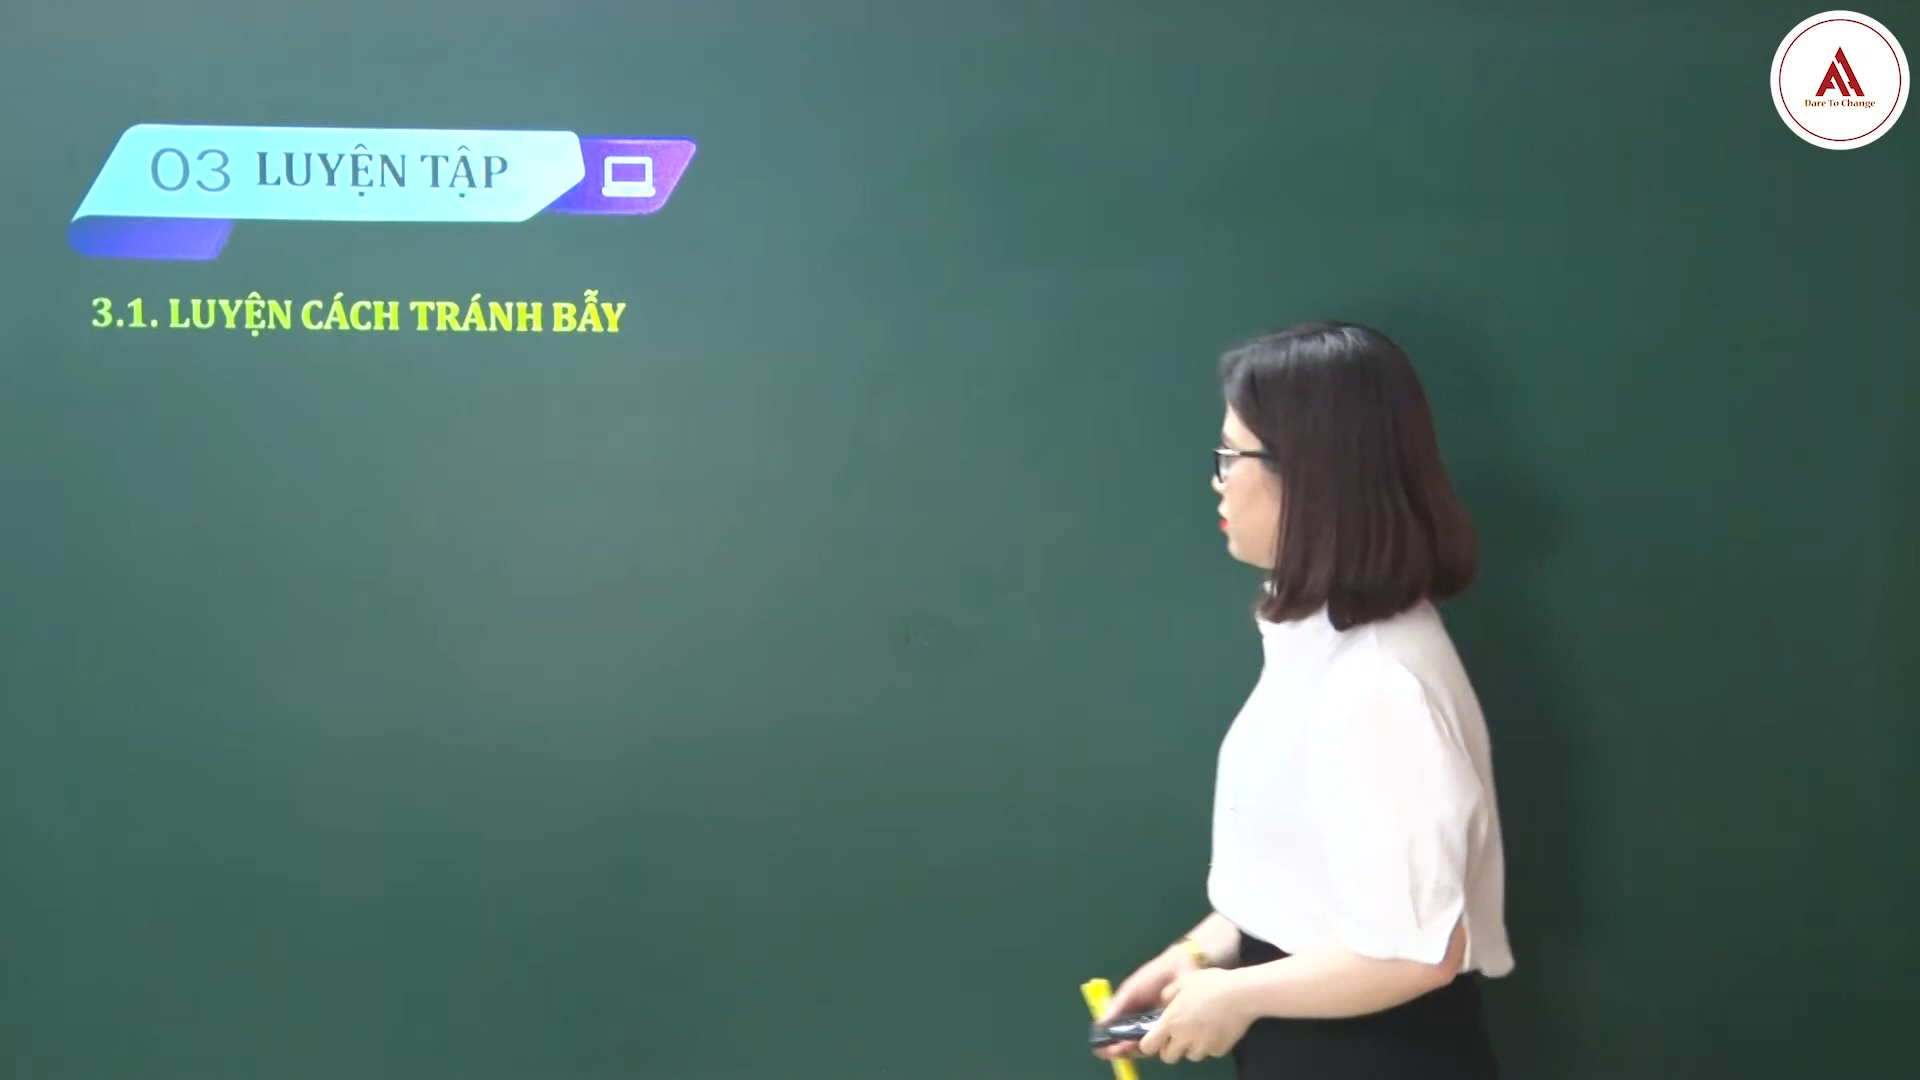 Dare To Change
03 LUYỆN TẬP
3.1. LUYỆN CÁCH TRÁNH BẪY